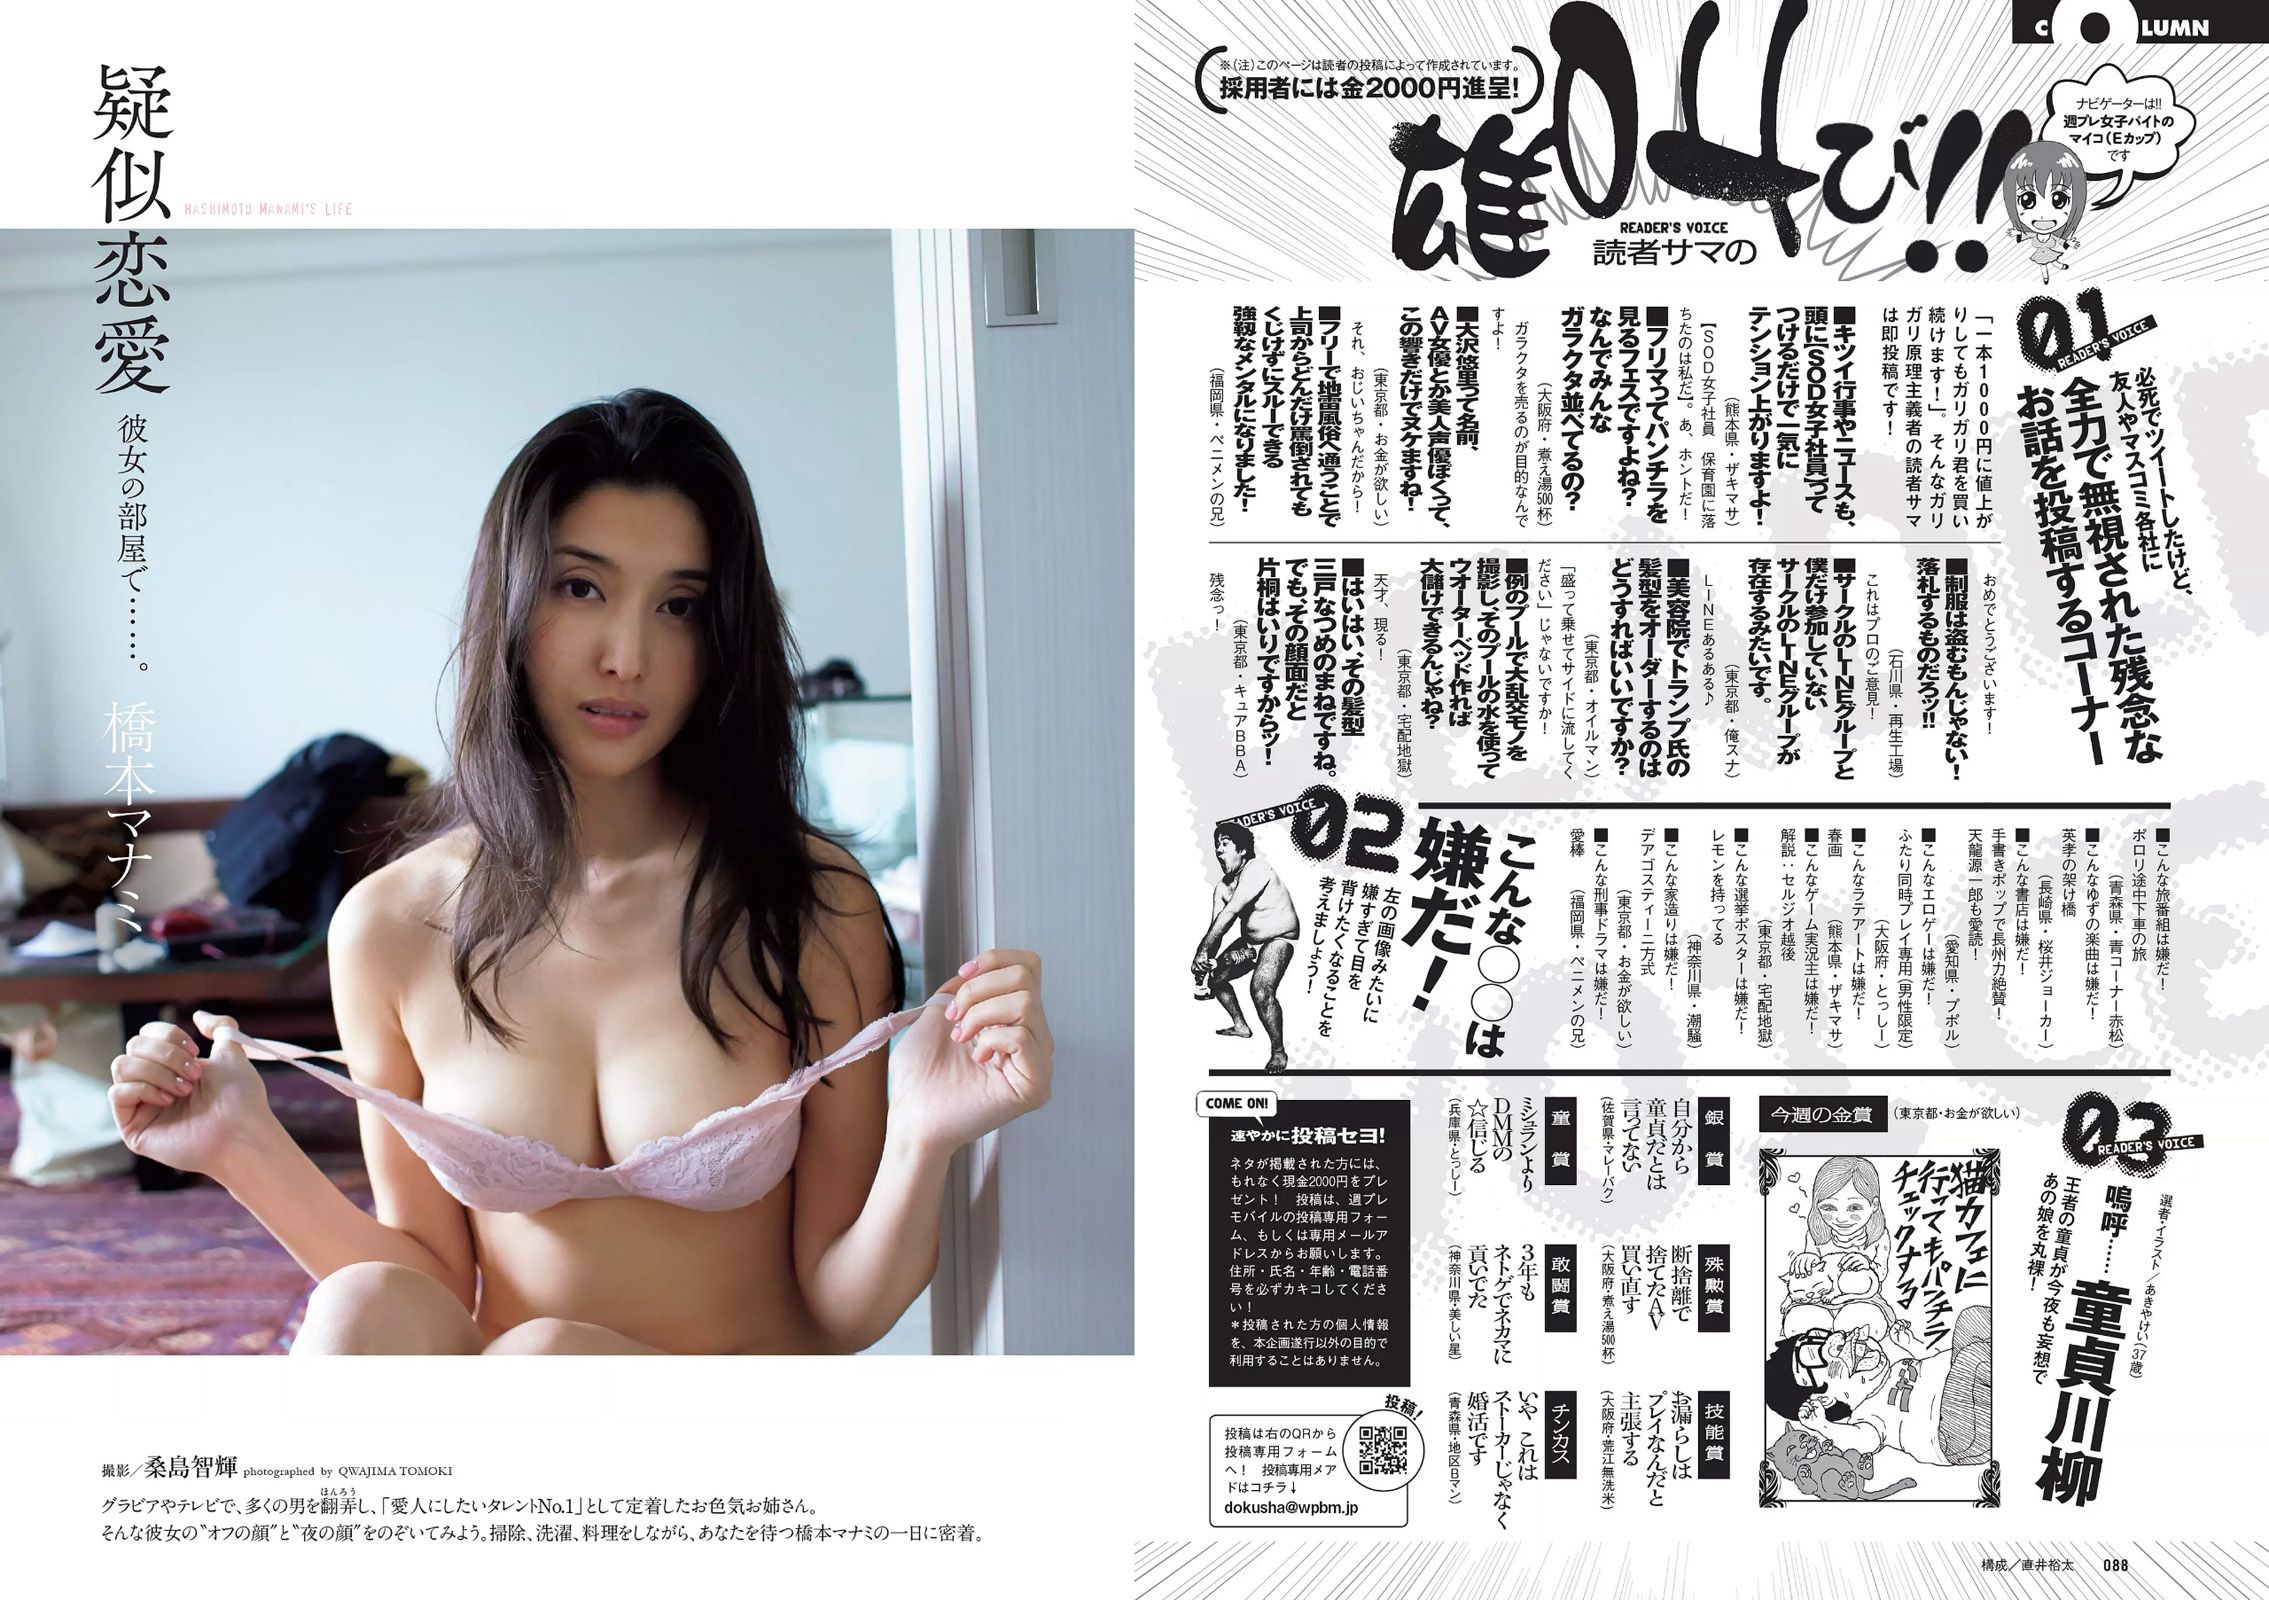 疑似恋愛
HASHIMOTO MANAMI'S LIFE
彼女の部屋で……。
橋本マナミ
撮影／桑島智輝 photographed by QWAJIMA TOMOKI
ほんろう
グラビアやテレビで、多くの男を翻弄し、「愛人にしたいタレントNo.1」として定着したお色気お姉さん。
そんな彼女の〝オフの顔〟と〝夜の顔〟をのぞいてみよう。掃除、洗濯、料理をしながら、あなたを待つ橋本マナミの一日に密着。
COLUMN
※（注）このページは読者の投稿によって作成されています。
採用者には金2000円進呈！
READER'S VOICE
読者サマの
雄叫び!!
ナビゲーターは!!
週プレ女子バイトの
マイコ（Eカップ）
です
01
READER'S VOICE
必死でツイートしたけど、
友人やマスコミ各社に
全力で無視された残念な
お話を投稿するコーナー
「一本1000円に値上が
りしてもガリガリ君を買い
続けます！」。そんなガリ
ガリ原理主義者の読者サマ
は即投稿です！
■キツイ行事やニュースも、
頭に【SOD女子社員】って
つけるだけで一気に
テンション上がりますよ！
（熊本県・ザキマサ）
【SOD女子社員　保育園に落
ちたのは私だ】。あ、ホントだ！
■フリマってパンチラを
見るフェスですよね？
なんでみんな
ガラクタ並べてるの？
（大阪府・煮え湯500杯）
ガラクタを売るのが目的なんで
すよ！
■大沢悠里って名前、
AV女優とか美人声優ぽくって、
この響きだけでヌケますね！
（東京都・お金が欲しい）
それ、おじいちゃんだから！
■フリーで地雷風俗へ通うことで
上司からどんだけ罵倒されても
くじけずにスルーできる
強靱なメンタルになりました！
（福岡県・ペニメンの兄）
おめでとうございます！
■制服は盗むもんじゃない！
落札するものだろッ!!
（石川県・再生工場）
これはプロのご意見！
■サークルのLINEグループと
僕だけ参加していない
サークルのLINEグループが
存在するみたいです。
（東京都・俺スナ）
LINEあるある♪
■美容院でトランプ氏の
髪型をオーダーするのは
どうすればいいですか？
（東京都・オイルマン）
「盛って乗せてサイドに流してく
ださい」じゃないですか！
■例のプールで大乱交モノを
撮影し、そのプールの水を使って
ウオーターベッド作れば
大儲けできるんじゃね？
（東京都・宅配地獄）
天才、現る！
■はいはい、その髪型
三戸なつめのまねですね。
でも、その顔面だと
片桐はいりですからッ！
（東京都・キュアBBA）
残念っ！
02
READER'S VOICE
こんな○○は
嫌だ！
左の画像みたいに
嫌すぎて目を
背けたくなることを
考えましょう！
■こんな旅番組は嫌だ！
ポロリ途中下車の旅
（青森県・青コーナー赤松）
■こんなゆずの楽曲は嫌だ！
英孝の架け橋
（長崎県・桜井ジョーカー）
■こんな書店は嫌だ！
手書きポップで長州力絶賛！
天龍源一郎も愛読！
（愛知県・プポル）
■こんなエロゲーは嫌だ！
ふたり同時プレイ専用（男性限定）
（大阪府・とっしー）
■こんなラテアートは嫌だ！
春画
（熊本県・ザキマサ）
■こんなゲーム実況主は嫌だ！
解説：セルジオ越後
（東京都・宅配地獄）
■こんな選挙ポスターは嫌だ！
レモンを持ってる
（神奈川県・潮騒）
■こんな家造りは嫌だ！
デアゴスティーニ方式
（東京都・お金が欲しい）
■こんな刑事ドラマは嫌だ！
愛棒
（福岡県・ペニメンの兄）
03
READER'S VOICE
選者・イラスト／あきやけい（37歳）
嗚呼……
童貞川柳
王者の童貞が今夜も妄想で
あの娘を丸裸！
今週の金賞
（東京都・お金が欲しい）
猫カフェに
行ってもパンチラ
チェックする
銀賞
自分から
童貞だとは
言ってない
（佐賀県・マレーバク）
殊勲賞
断捨離で
捨てたAV
買い直す
（大阪府・煮え湯500杯）
技能賞
お漏らしは
プレイなんだと
主張する
（大阪府・荒江無洗米）
童賞
ミシュランより
DMMの
☆信じる
（兵庫県・とっしー）
敢闘賞
3年も
ネトゲでネカマに
貢いでた
（神奈川県・美しい星）
チンカス
いや これは
ストーカーじゃなく
婚活です
（青森県・地区Bマン）
COME ON!
速やかに投稿セヨ！
ネタが掲載された方には、
もれなく現金2000円をプレ
ゼント！　投稿は、週プレ
モバイルの投稿専用フォー
ム、もしくは専用メールア
ドレスからお願いします。
住所・氏名・年齢・電話番
号を必ずカキコしてくださ
い！
＊投稿された方の個人情報
を、本企画遂行以外の目的で
利用することはありません。
投稿！
投稿は右のQRから
投稿専用フォーム
へ！　投稿専用メア
ドはコチラ↓
dokusha@wpbm.jp
構成／直井裕太
088